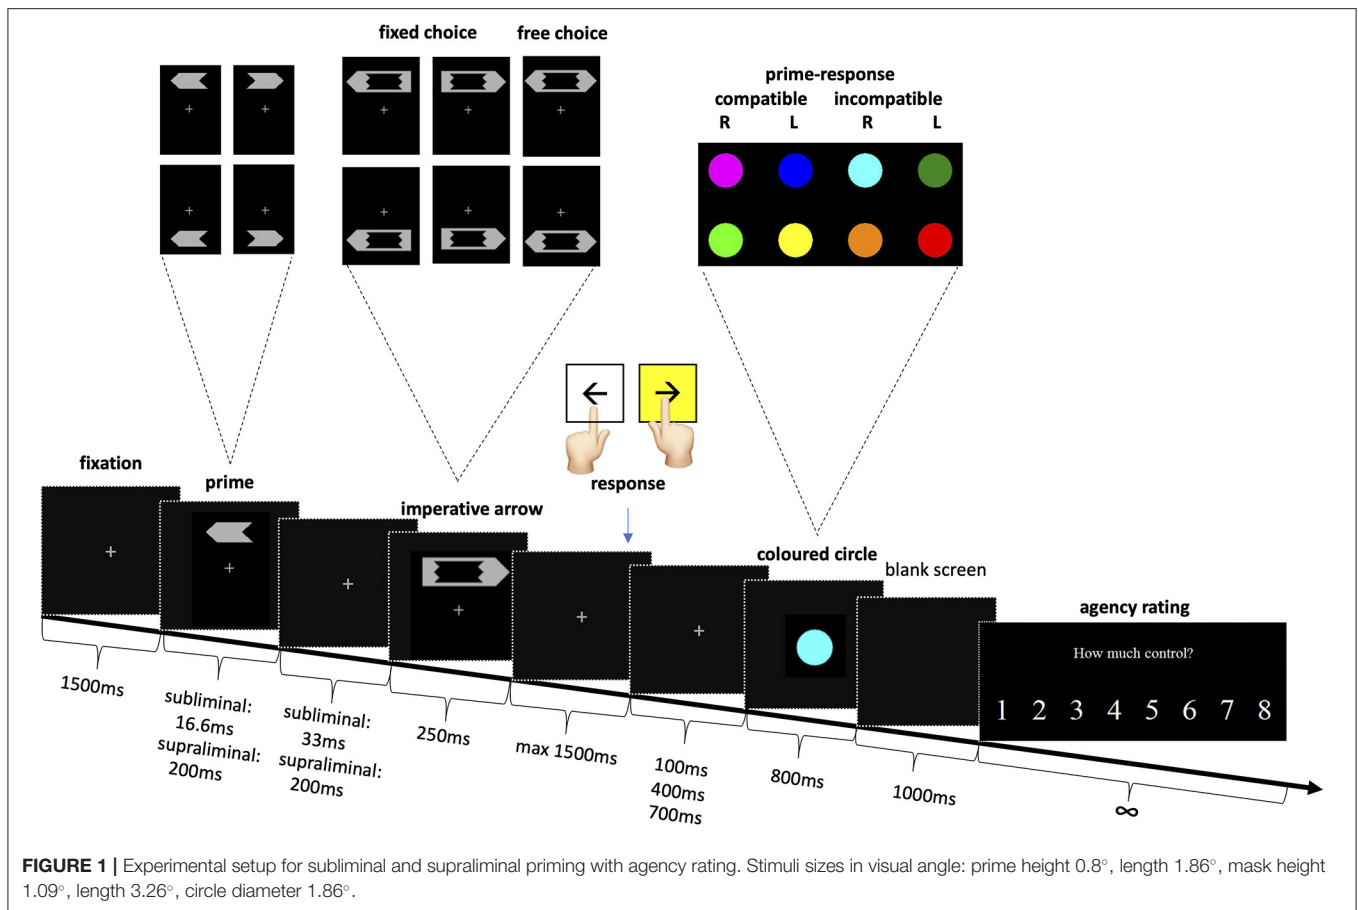 fixed choice
free choice
prime-response
compatible incompatible
R L R L
fixation
prime
imperative arrow
response
coloured circle
blank screen
agency rating
How much control?
1 2 3 4 5 6 7 8
1500ms
subliminal:
16.6ms
supraliminal:
200ms
subliminal:
33ms
supraliminal:
200ms
250ms
max 1500ms
100ms
400ms
700ms
800ms
1000ms
∞
FIGURE 1 | Experimental setup for subliminal and supraliminal priming with agency rating. Stimuli sizes in visual angle: prime height 0.8°, length 1.86°, mask height
1.09°, length 3.26°, circle diameter 1.86°.